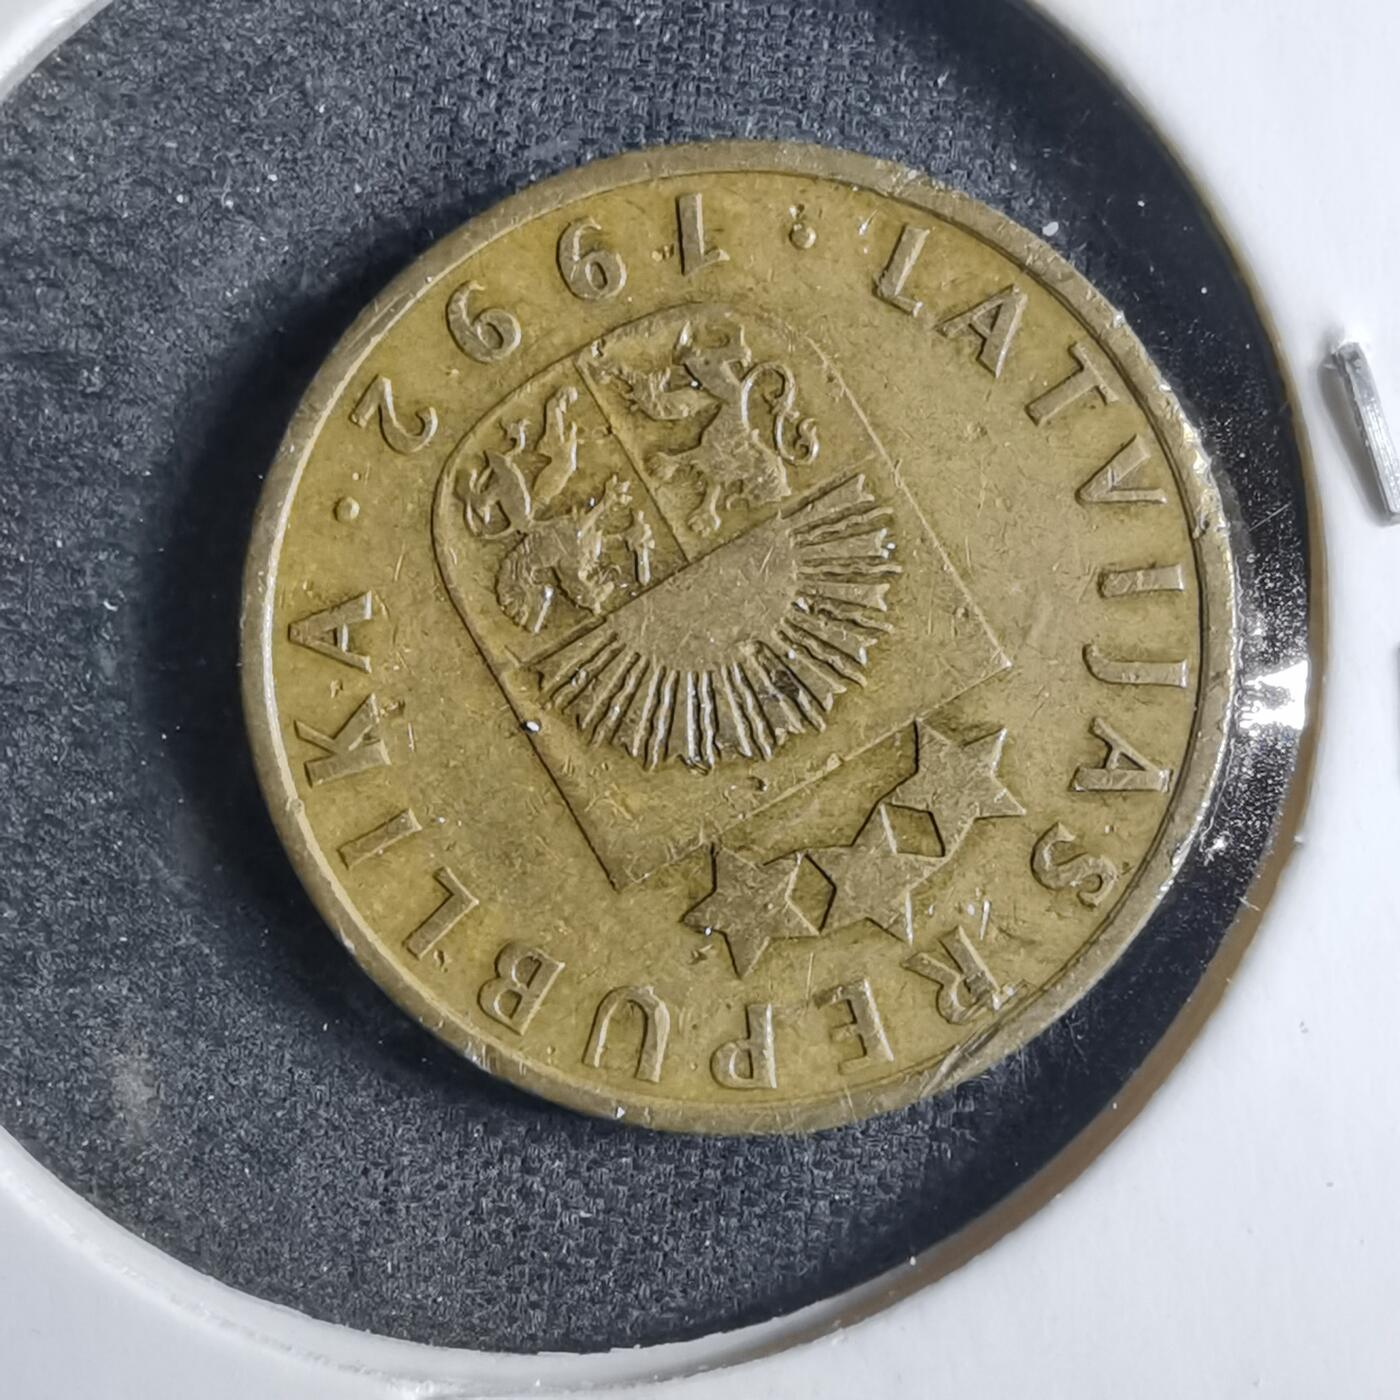 LATVIJAS REPUBLIKA · 1992 ·